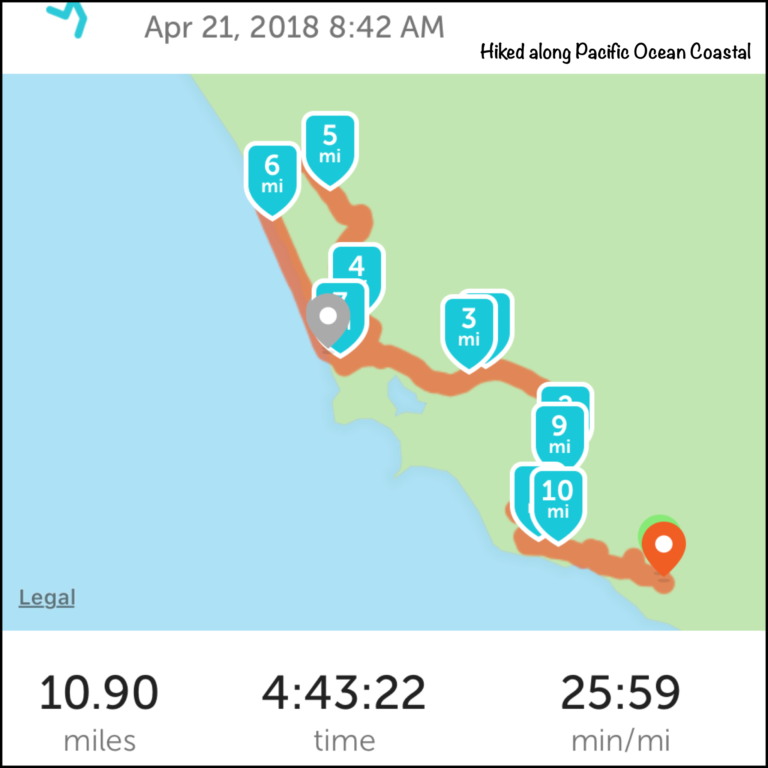 Apr 21, 2018 8:42 AM
Hiked along Pacific Ocean Coastal
5
mi
6
mi
4
7
3
mi
2
9
mi
10
mi
Legal
10.90 4:43:22 25:59
miles time min/mi